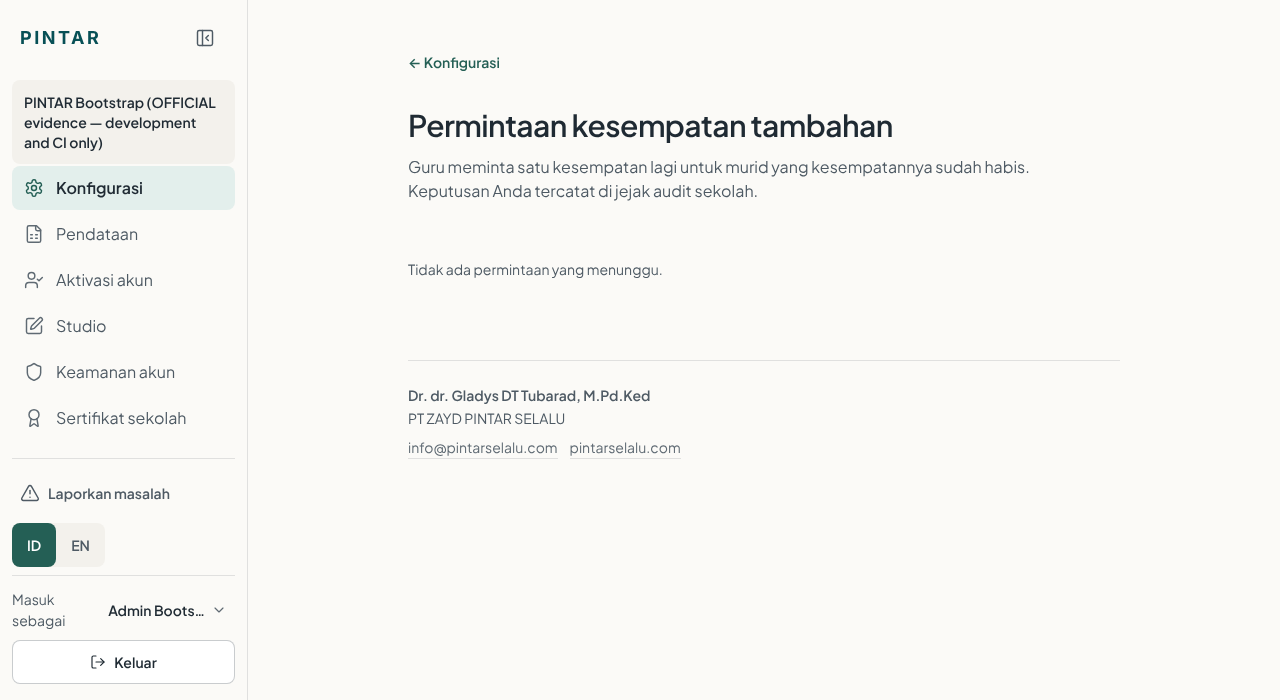 PINTAR
PINTAR Bootstrap (OFFICIAL
evidence — development
and CI only)
Konfigurasi
Pendataan
Aktivasi akun
Studio
Keamanan akun
Sertifikat sekolah
Laporkan masalah
ID EN
Masuk
sebagai
Admin Boots…
Keluar
← Konfigurasi
Permintaan kesempatan tambahan
Guru meminta satu kesempatan lagi untuk murid yang kesempatannya sudah habis.
Keputusan Anda tercatat di jejak audit sekolah.
Tidak ada permintaan yang menunggu.
Dr. dr. Gladys DT Tubarad, M.Pd.Ked
PT ZAYD PINTAR SELALU
info@pintarselalu.com pintarselalu.com